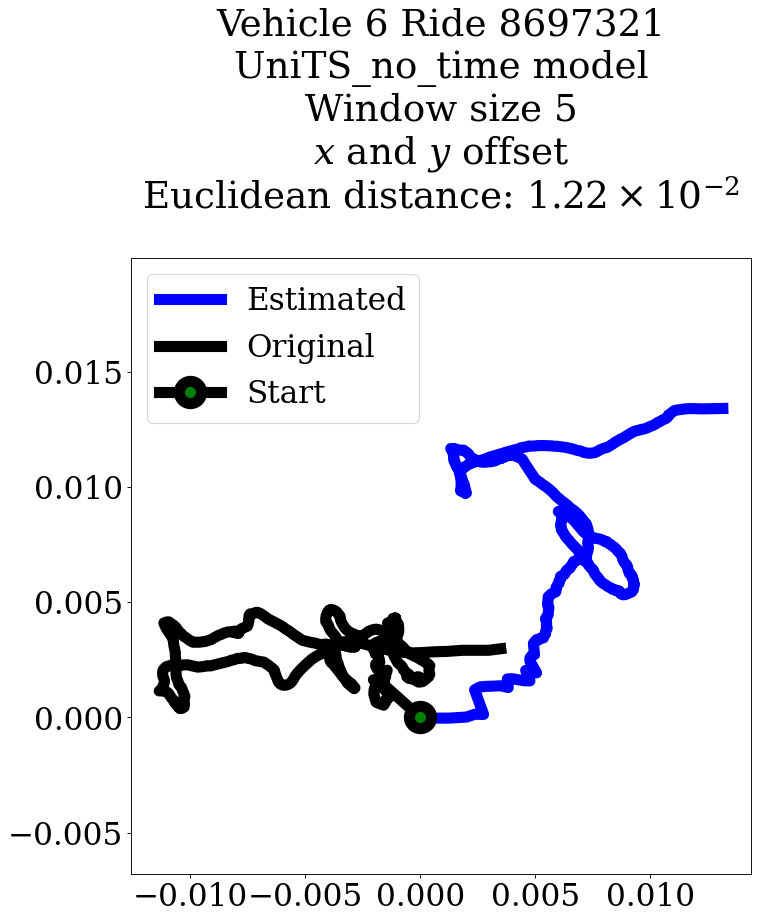 Vehicle 6 Ride 8697321
UniTS_no_time model
Window size 5
x and y offset
Euclidean distance: 1.22 × 10⁻²
Estimated
Original
Start
0.015
0.010
0.005
0.000
−0.005
−0.010 −0.005 0.000 0.005 0.010